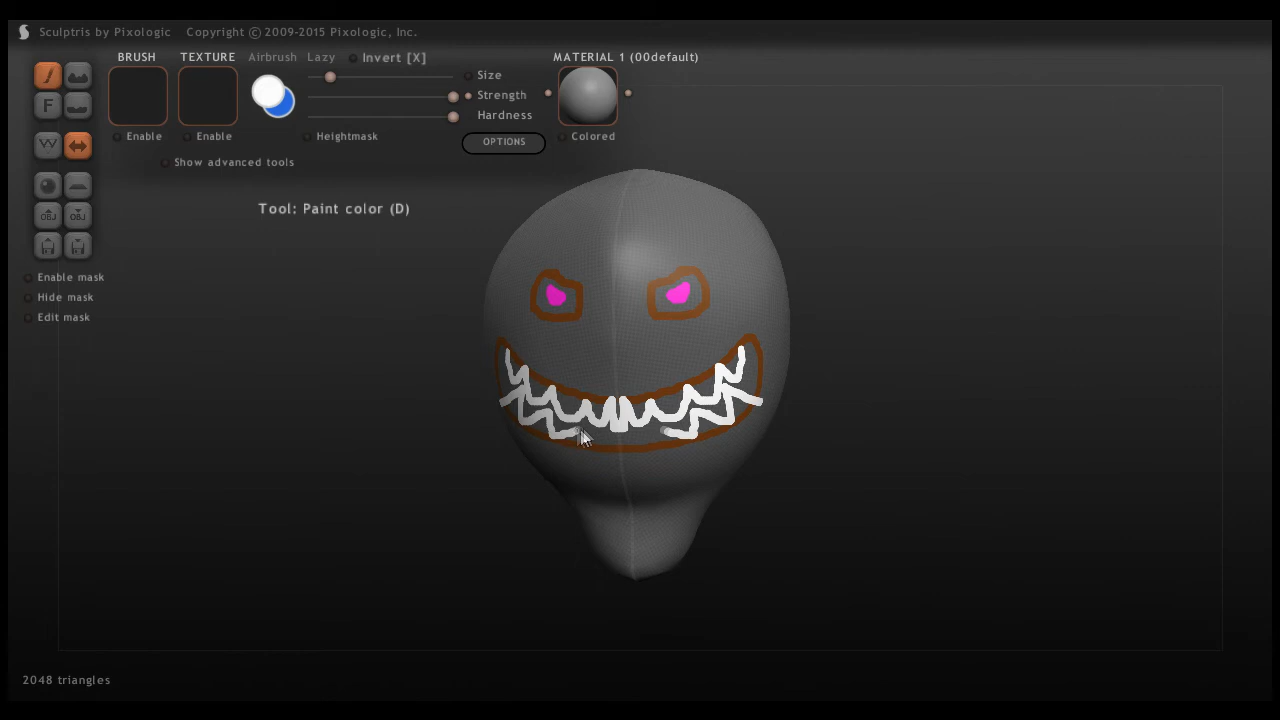 Sculptris by Pixologic Copyright © 2009-2015 Pixologic, Inc.
BRUSH TEXTURE Airbrush Lazy Invert [X] MATERIAL 1 (00default)
Size
F Strength
Hardness
Enable Enable Heightmask OPTIONS Colored
Show advanced tools
Tool: Paint color (D)
OBJ OBJ
Enable mask
Hide mask
Edit mask
2048 triangles